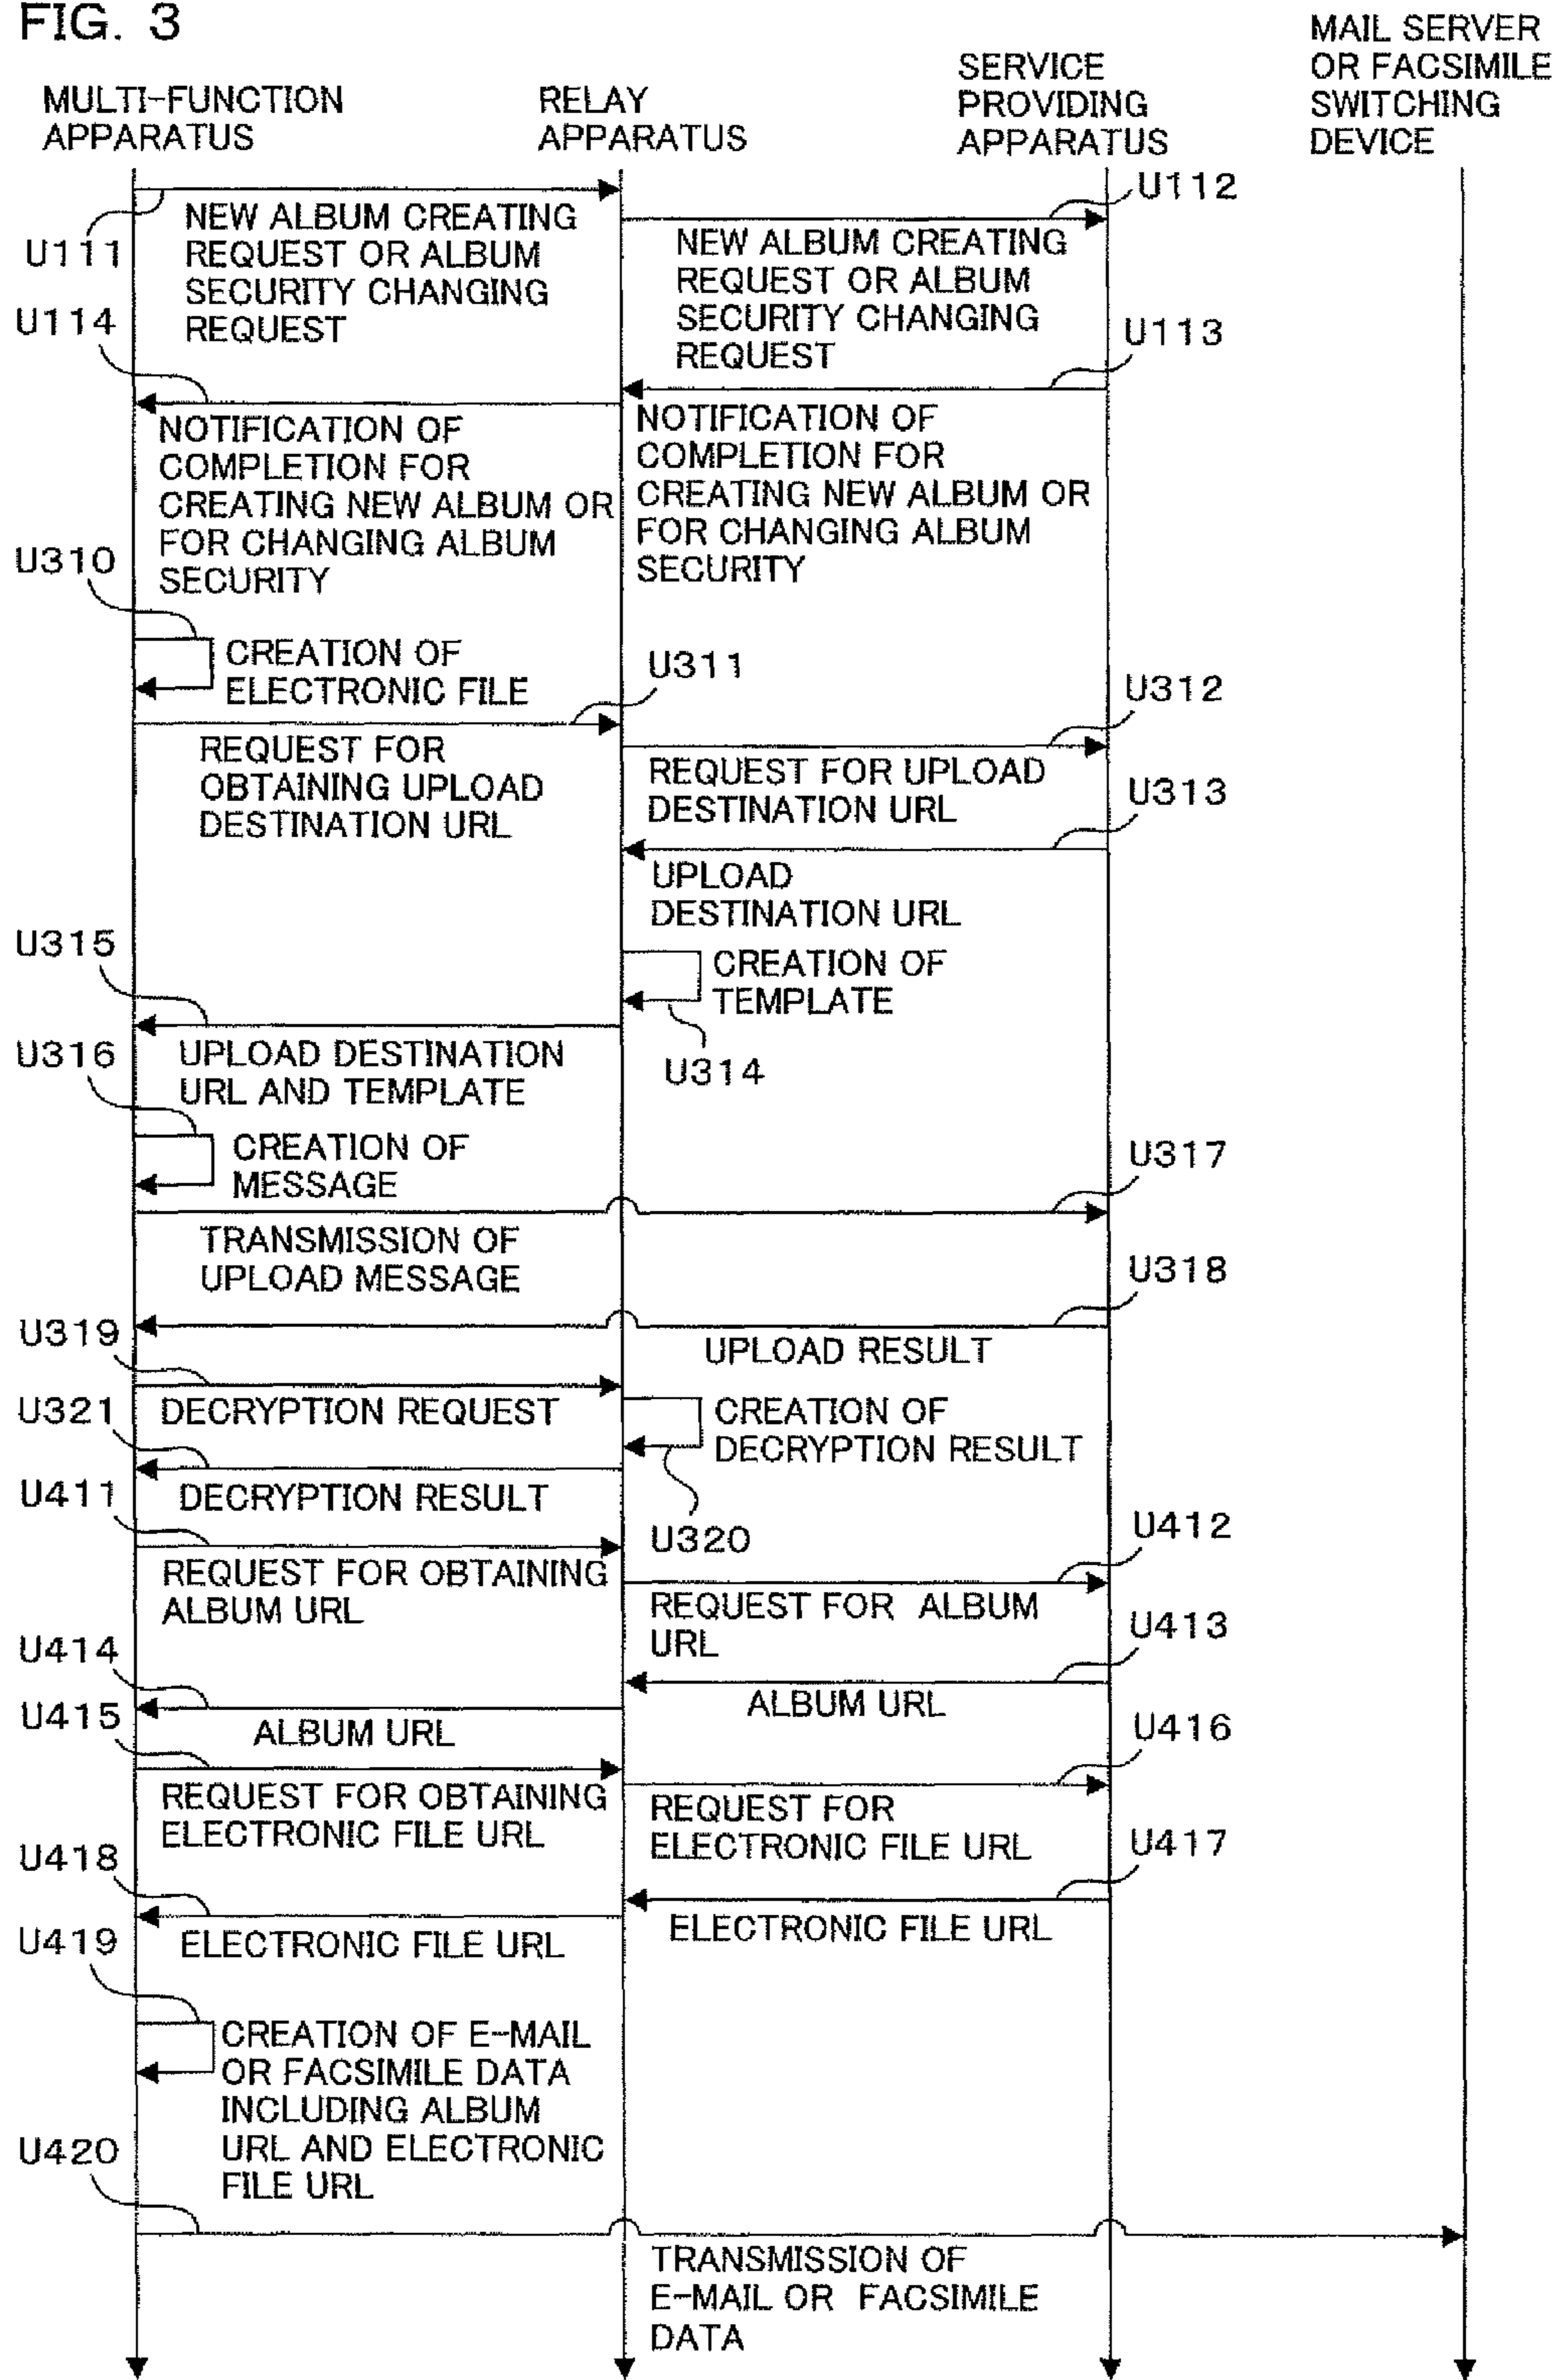 FIG. 3
MULTI-FUNCTION
APPARATUS
RELAY
APPARATUS
SERVICE
PROVIDING
APPARATUS
MAIL SERVER
OR FACSIMILE
SWITCHING
DEVICE
U111
NEW ALBUM CREATING
REQUEST OR ALBUM
SECURITY CHANGING
REQUEST
U112
NEW ALBUM CREATING
REQUEST OR ALBUM
SECURITY CHANGING
REQUEST
U113
NOTIFICATION OF
COMPLETION FOR
CREATING NEW ALBUM OR
FOR CHANGING ALBUM
SECURITY
U114
NOTIFICATION OF
COMPLETION FOR
CREATING NEW ALBUM OR
FOR CHANGING ALBUM
SECURITY
U310
CREATION OF
ELECTRONIC FILE
U311
REQUEST FOR
OBTAINING UPLOAD
DESTINATION URL
U312
REQUEST FOR UPLOAD
DESTINATION URL
U313
UPLOAD
DESTINATION URL
CREATION OF
TEMPLATE
U314
U315
UPLOAD DESTINATION
URL AND TEMPLATE
U316
CREATION OF
MESSAGE
U317
TRANSMISSION OF
UPLOAD MESSAGE
U318
UPLOAD RESULT
U319
DECRYPTION REQUEST
CREATION OF
DECRYPTION RESULT
U320
U321
DECRYPTION RESULT
U411
REQUEST FOR OBTAINING
ALBUM URL
U412
REQUEST FOR ALBUM
URL
U413
ALBUM URL
U414
ALBUM URL
U415
REQUEST FOR OBTAINING
ELECTRONIC FILE URL
U416
REQUEST FOR
ELECTRONIC FILE URL
U417
ELECTRONIC FILE URL
U418
ELECTRONIC FILE URL
U419
CREATION OF E-MAIL
OR FACSIMILE DATA
INCLUDING ALBUM
URL AND ELECTRONIC
FILE URL
U420
TRANSMISSION OF
E-MAIL OR FACSIMILE
DATA